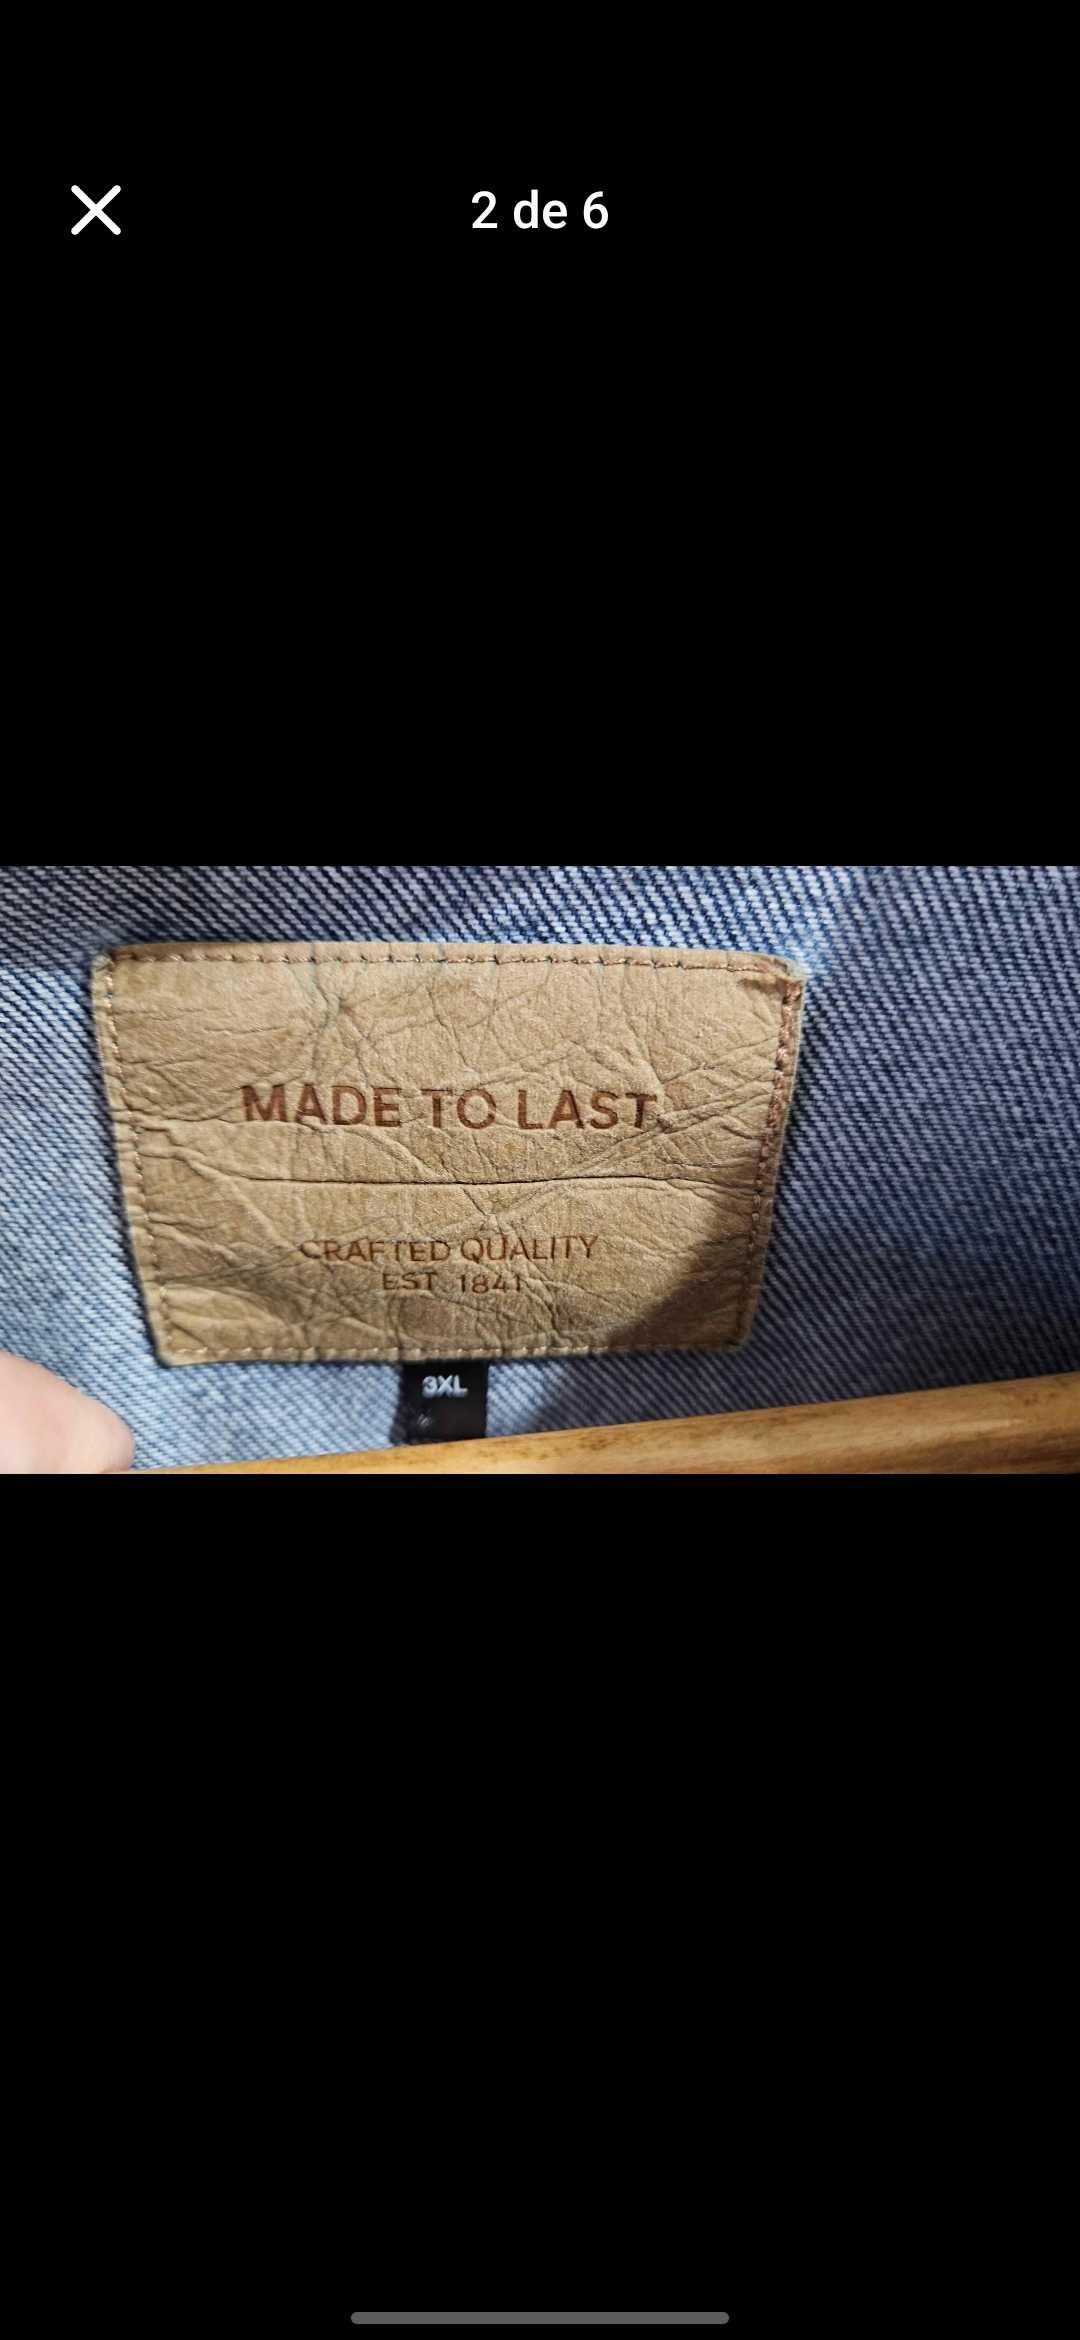 2 de 6
MADE TO LAST.
CRAFTED QUALITY
EST. 1841
3XL